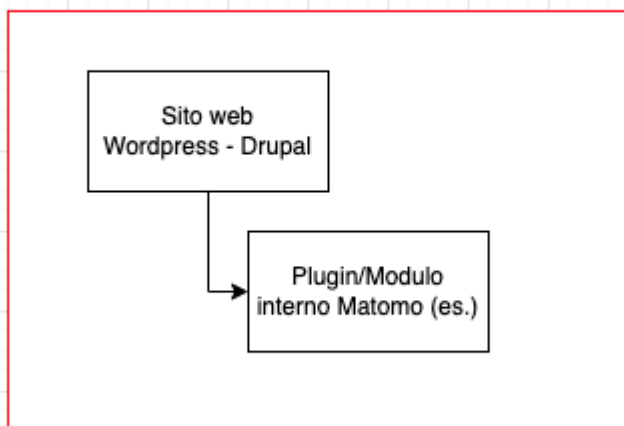 Sito web
Wordpress - Drupal
Plugin/Modulo
interno Matomo (es.)